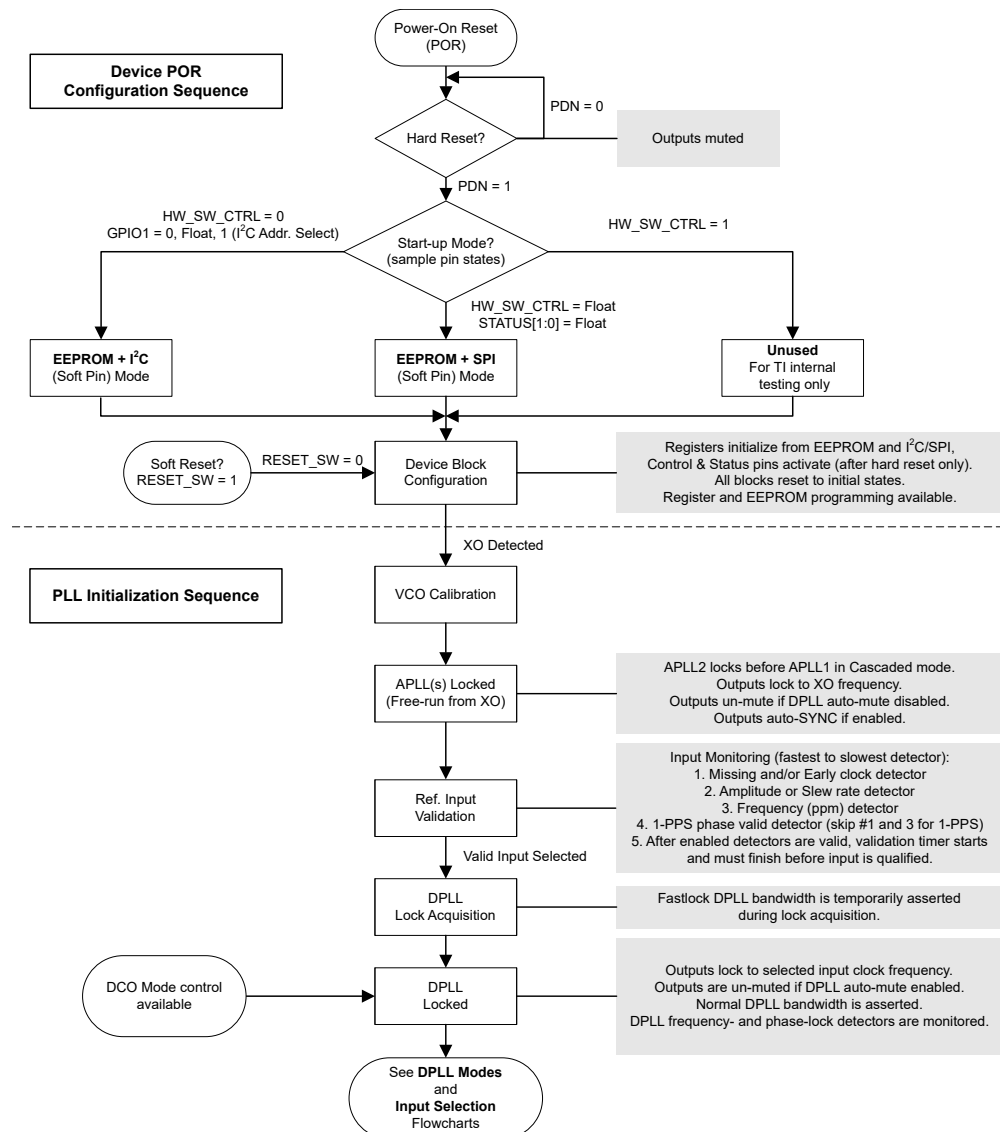 Power-On Reset
(POR)
Device POR
Configuration Sequence
PDN = 0
Hard Reset?
Outputs muted
PDN = 1
HW_SW_CTRL = 0
GPIO1 = 0, Float, 1 (I²C Addr. Select)
Start-up Mode?
(sample pin states)
HW_SW_CTRL = 1
HW_SW_CTRL = Float
STATUS[1:0] = Float
EEPROM + I²C
(Soft Pin) Mode
EEPROM + SPI
(Soft Pin) Mode
Unused
For TI internal
testing only
Soft Reset?
RESET_SW = 1
RESET_SW = 0
Device Block
Configuration
Registers initialize from EEPROM and I²C/SPI,
Control & Status pins activate (after hard reset only).
All blocks reset to initial states.
Register and EEPROM programming available.
XO Detected
PLL Initialization Sequence
VCO Calibration
APLL(s) Locked
(Free-run from XO)
APLL2 locks before APLL1 in Cascaded mode.
Outputs lock to XO frequency.
Outputs un-mute if DPLL auto-mute disabled.
Outputs auto-SYNC if enabled.
Ref. Input
Validation
Input Monitoring (fastest to slowest detector):
1. Missing and/or Early clock detector
2. Amplitude or Slew rate detector
3. Frequency (ppm) detector
4. 1-PPS phase valid detector (skip #1 and 3 for 1-PPS)
5. After enabled detectors are valid, validation timer starts
and must finish before input is qualified.
Valid Input Selected
DPLL
Lock Acquisition
Fastlock DPLL bandwidth is temporarily asserted
during lock acquisition.
DCO Mode control
available
DPLL
Locked
Outputs lock to selected input clock frequency.
Outputs are un-muted if DPLL auto-mute enabled.
Normal DPLL bandwidth is asserted.
DPLL frequency- and phase-lock detectors are monitored.
See DPLL Modes
and
Input Selection
Flowcharts